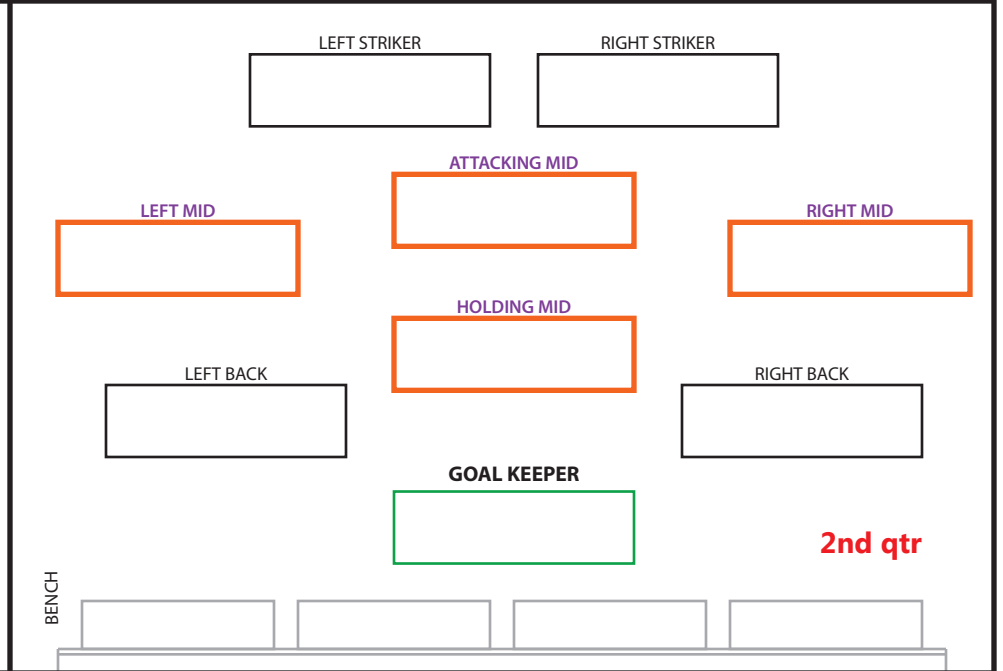 LEFT STRIKER
RIGHT STRIKER
ATTACKING MID
LEFT MID
RIGHT MID
HOLDING MID
LEFT BACK
RIGHT BACK
GOAL KEEPER
2nd qtr
BENCH